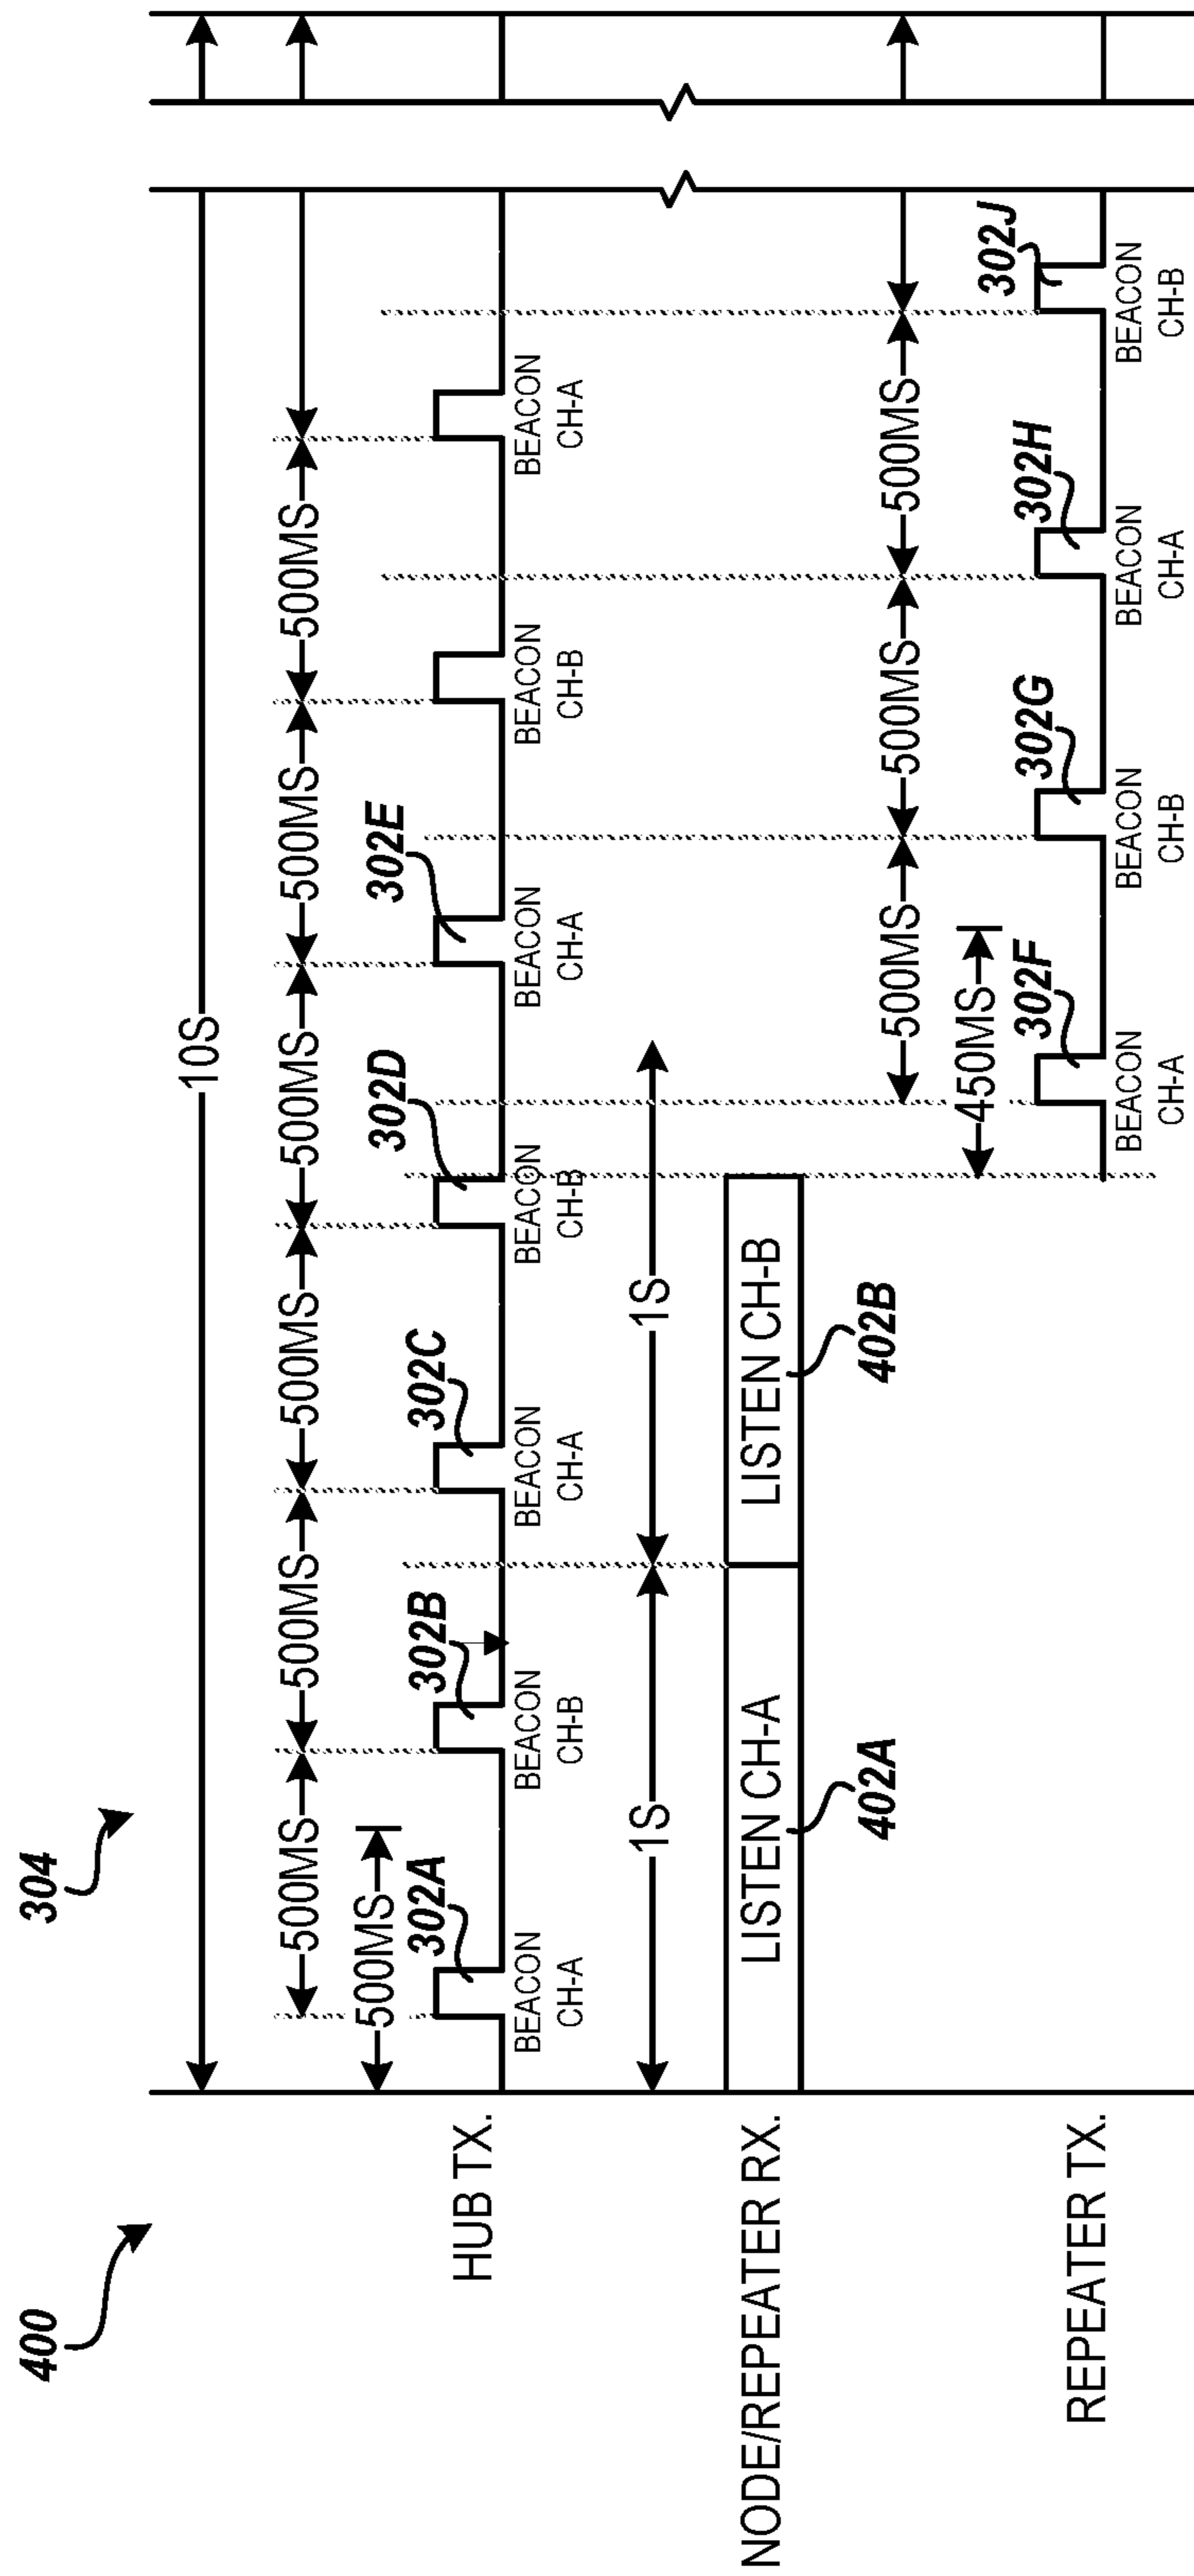 400
304
10S
500MS
500MS
500MS
500MS
500MS
500MS
500MS
302A
302B
302C
302D
302E
HUB TX.
BEACON
CH-A
BEACON
CH-B
BEACON
CH-A
BEACON
CH-B
BEACON
CH-A
BEACON
CH-B
BEACON
CH-A
1S
1S
NODE/REPEATER RX.
LISTEN CH-A
LISTEN CH-B
402A
402B
500MS
500MS
500MS
450MS
302F
302G
302H
302J
REPEATER TX.
BEACON
CH-A
BEACON
CH-B
BEACON
CH-A
BEACON
CH-B